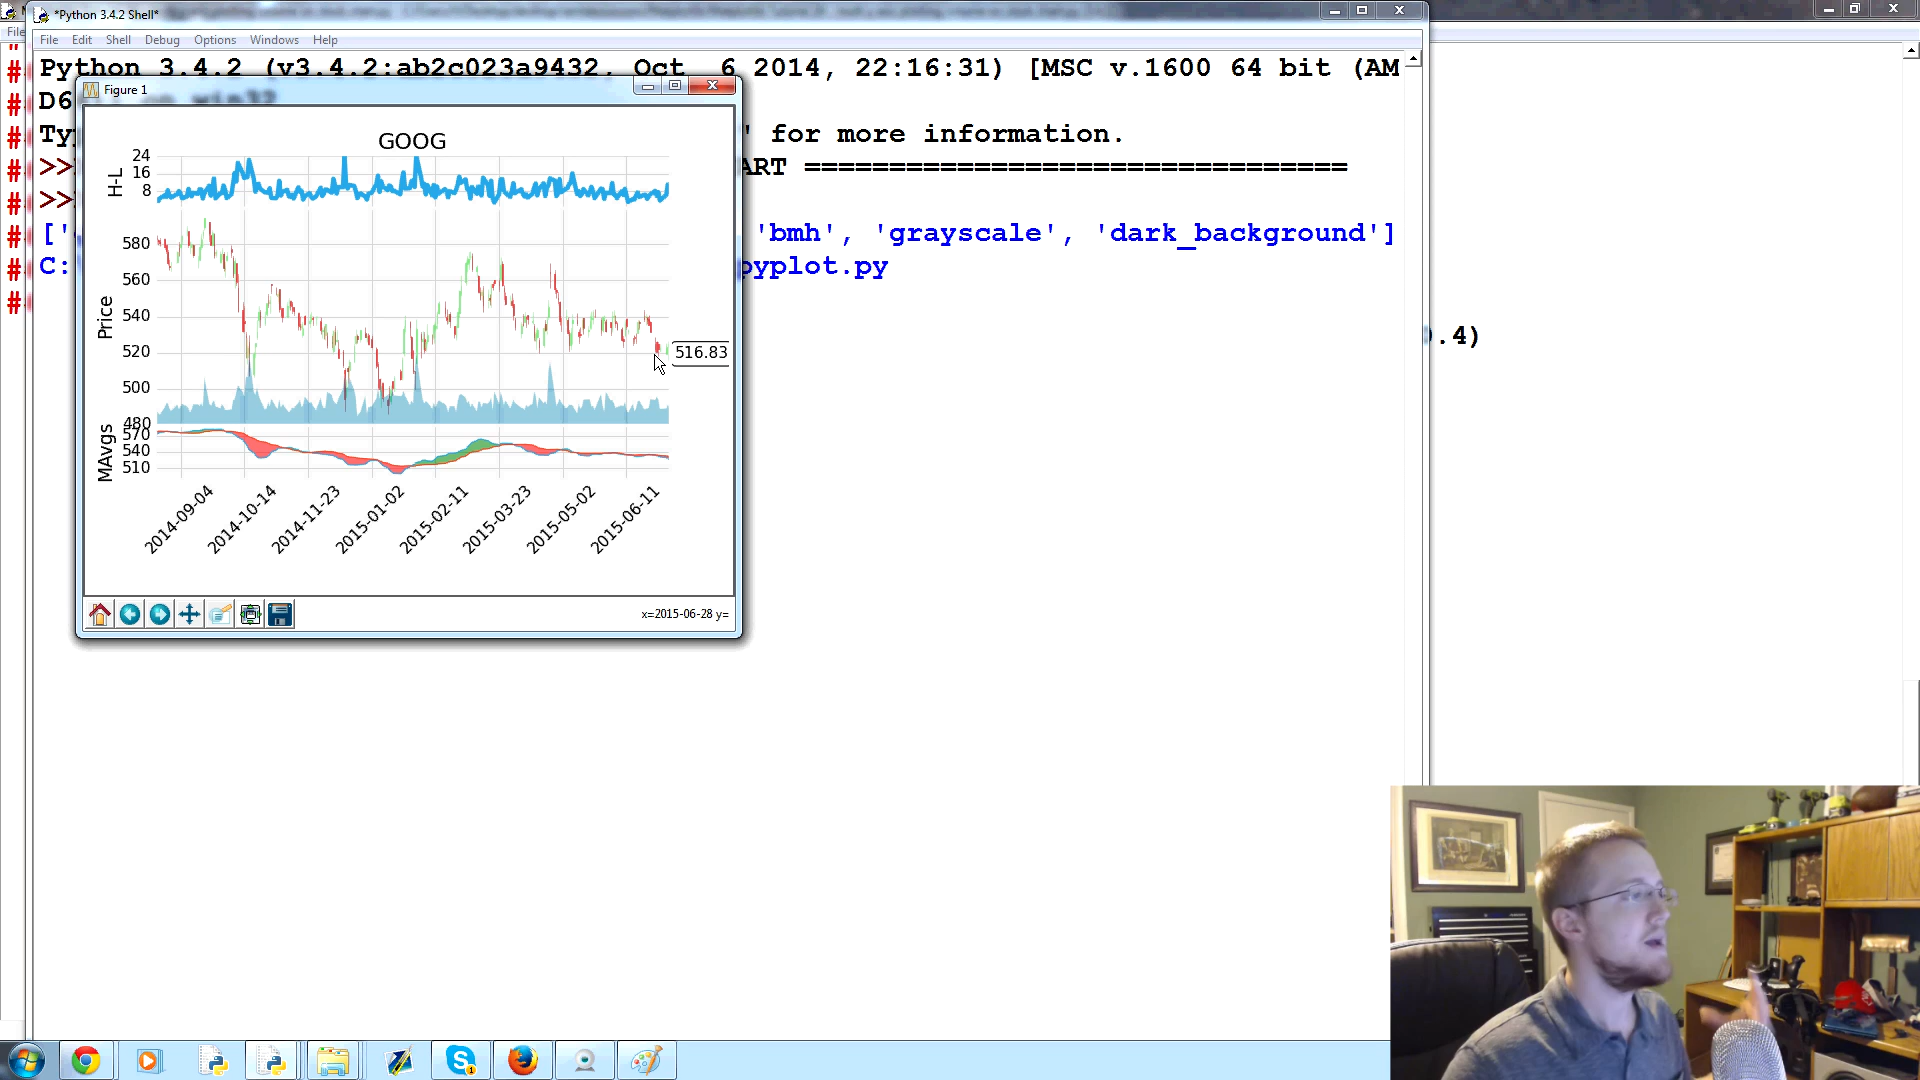 *Python 3.4.2 Shell*
File
File Edit Shell Debug Options Windows Help
Python 3.4.2 (v3.4.2:ab2c023a9432, Oct 6 2014, 22:16:31) [MSC v.1600 64 bit (AM
D6 on win32
Ty ' for more information.
>> ART ================================
>>
[' 'bmh', 'grayscale', 'dark_background']
C: pyplot.py
.4)
Figure 1
GOOG
H-L
24
16
8
Price
580
560
540
520
500
480
516.83
MAvgs
570
540
510
2014-09-04
2014-10-14
2014-11-23
2015-01-02
2015-02-11
2015-03-23
2015-05-02
2015-06-11
x=2015-06-28 y=